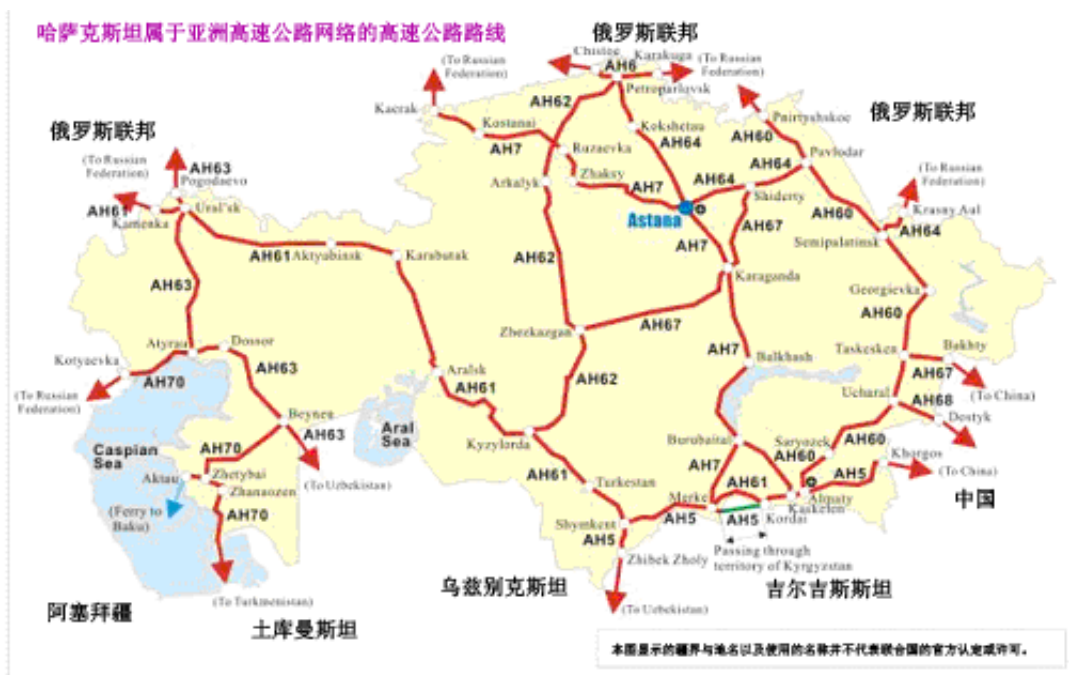 哈萨克斯坦属于亚洲高速公路网络的高速公路路线
俄罗斯联邦
Chistoe
Karakuga
(To Russian
Federation)
AH6
Petroparlovsk
(To Russian
Federation)
Kaerak
AH62
Kostanai
AH7
Kokshetau
AH64
Pnirtyshskoe
俄罗斯联邦
AH60
俄罗斯联邦
(To Russian
Federation)
AH63
Pogodaevo
AH61
Kamenka
Ural'sk
Ruzaevka
Arkalyk
Zhaksy
AH7
AH64
AH64
Pavlodar
Shiderty
(To Russian
Federation)
Astana
AH67
AH60
Krasny Aul
AH64
Semipalatinsk
AH61
Aktyubinsk
Karabutak
AH62
AH7
Karaganda
AH63
Georgievka
AH60
Zhezkazgan
AH67
Atyrau
Dossor
Kotyaevka
AH70
AH63
(To Russian
Federation)
AH7
Balkhash
Taskesken
Bakhty
AH67
(To China)
Aralsk
AH61
AH62
Ucharal
AH68
Dostyk
Beyneu
AH63
Aral
Sea
Caspian
Sea
AH70
Kyzylorda
Burubaital
Saryozek
AH60
AH60
Khorgos
(To China)
Aktau
Zhetybai
(To Uzbekistan)
Zhanaozen
AH61
Turkestan
AH7
AH61
AH5
中国
(Ferry to
Baku)
AH70
Merke
Almaty
Kaskelen
Shymkent
AH5
AH5
AH5
Kordai
Zhibek Zholy
Passing through
territory of Kyrgyzstan
乌兹别克斯坦
吉尔吉斯斯坦
阿塞拜疆
(To Turkmenistan)
(To Uzbekistan)
土库曼斯坦
本图显示的疆界与地名以及使用的名称并不代表联合国的官方认定或许可。